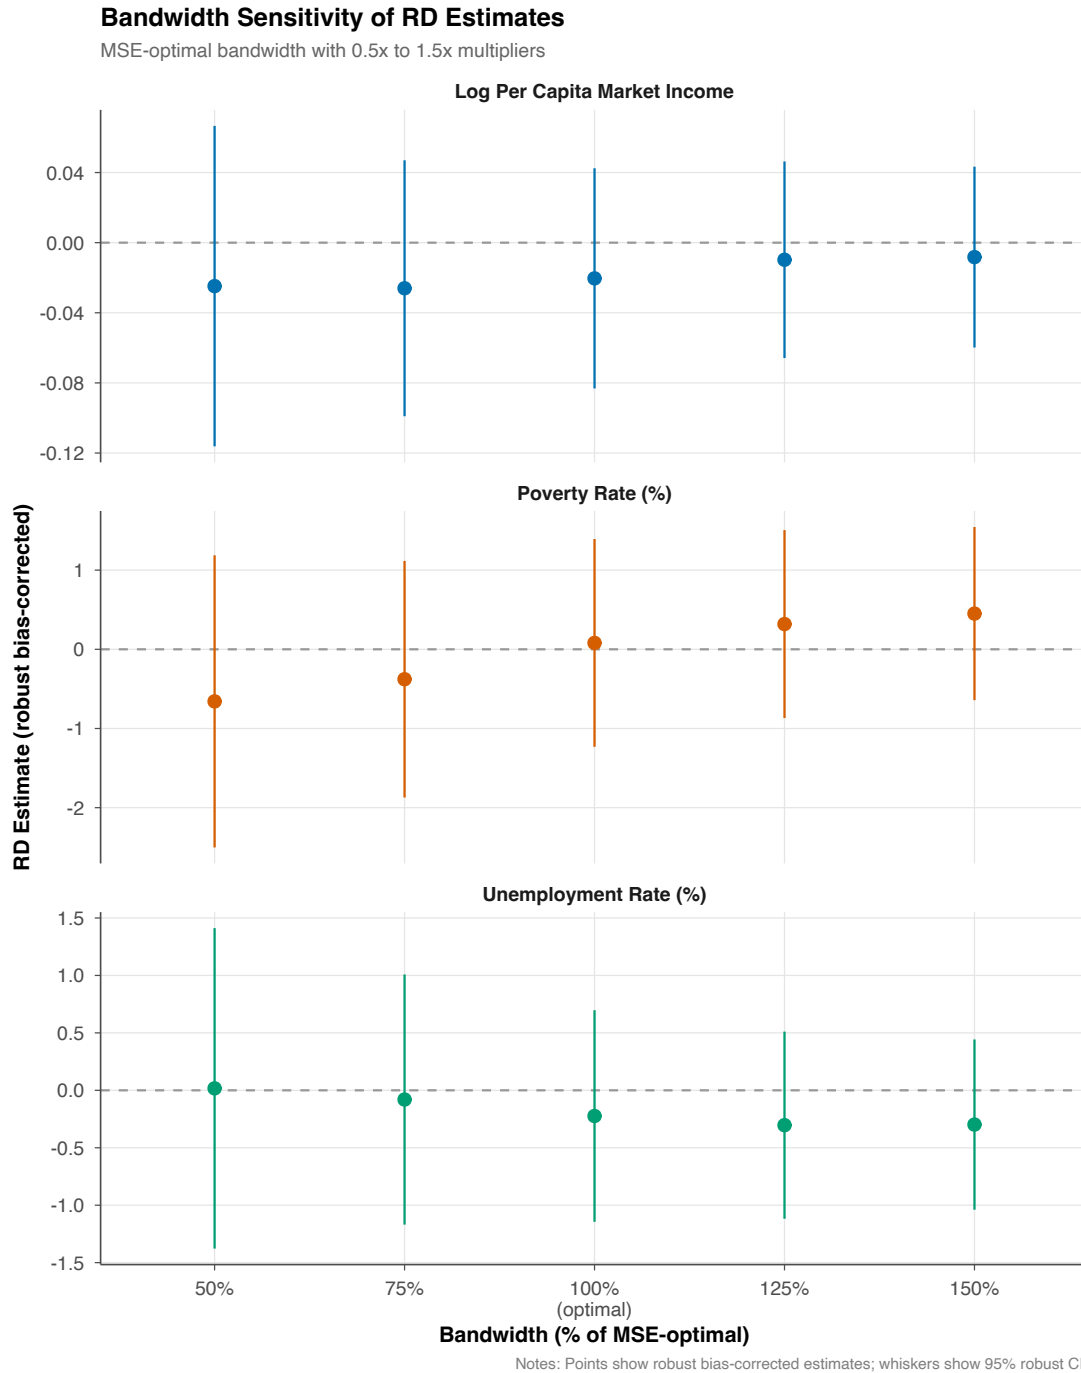 Bandwidth Sensitivity of RD Estimates
MSE-optimal bandwidth with 0.5x to 1.5x multipliers
Log Per Capita Market Income
0.04
0.00
-0.04
-0.08
-0.12
Poverty Rate (%)
1
0
-1
-2
RD Estimate (robust bias-corrected)
Unemployment Rate (%)
1.5
1.0
0.5
0.0
-0.5
-1.0
-1.5
50%
75%
100%
(optimal)
125%
150%
Bandwidth (% of MSE-optimal)
Notes: Points show robust bias-corrected estimates; whiskers show 95% robust CI